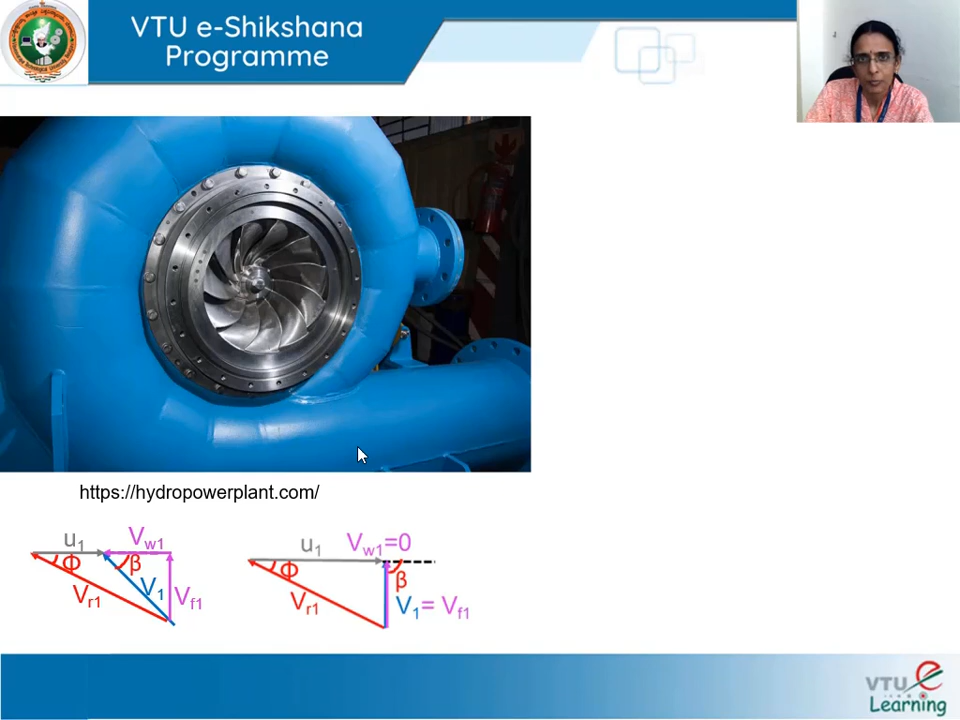 VTU e-Shikshana
Programme
https://hydropowerplant.com/
u1
Vw1
Φ
β
Vr1
V1
Vf1
u1
Vw1=0
Φ
β
Vr1
V1= Vf1
VTU e
Learning